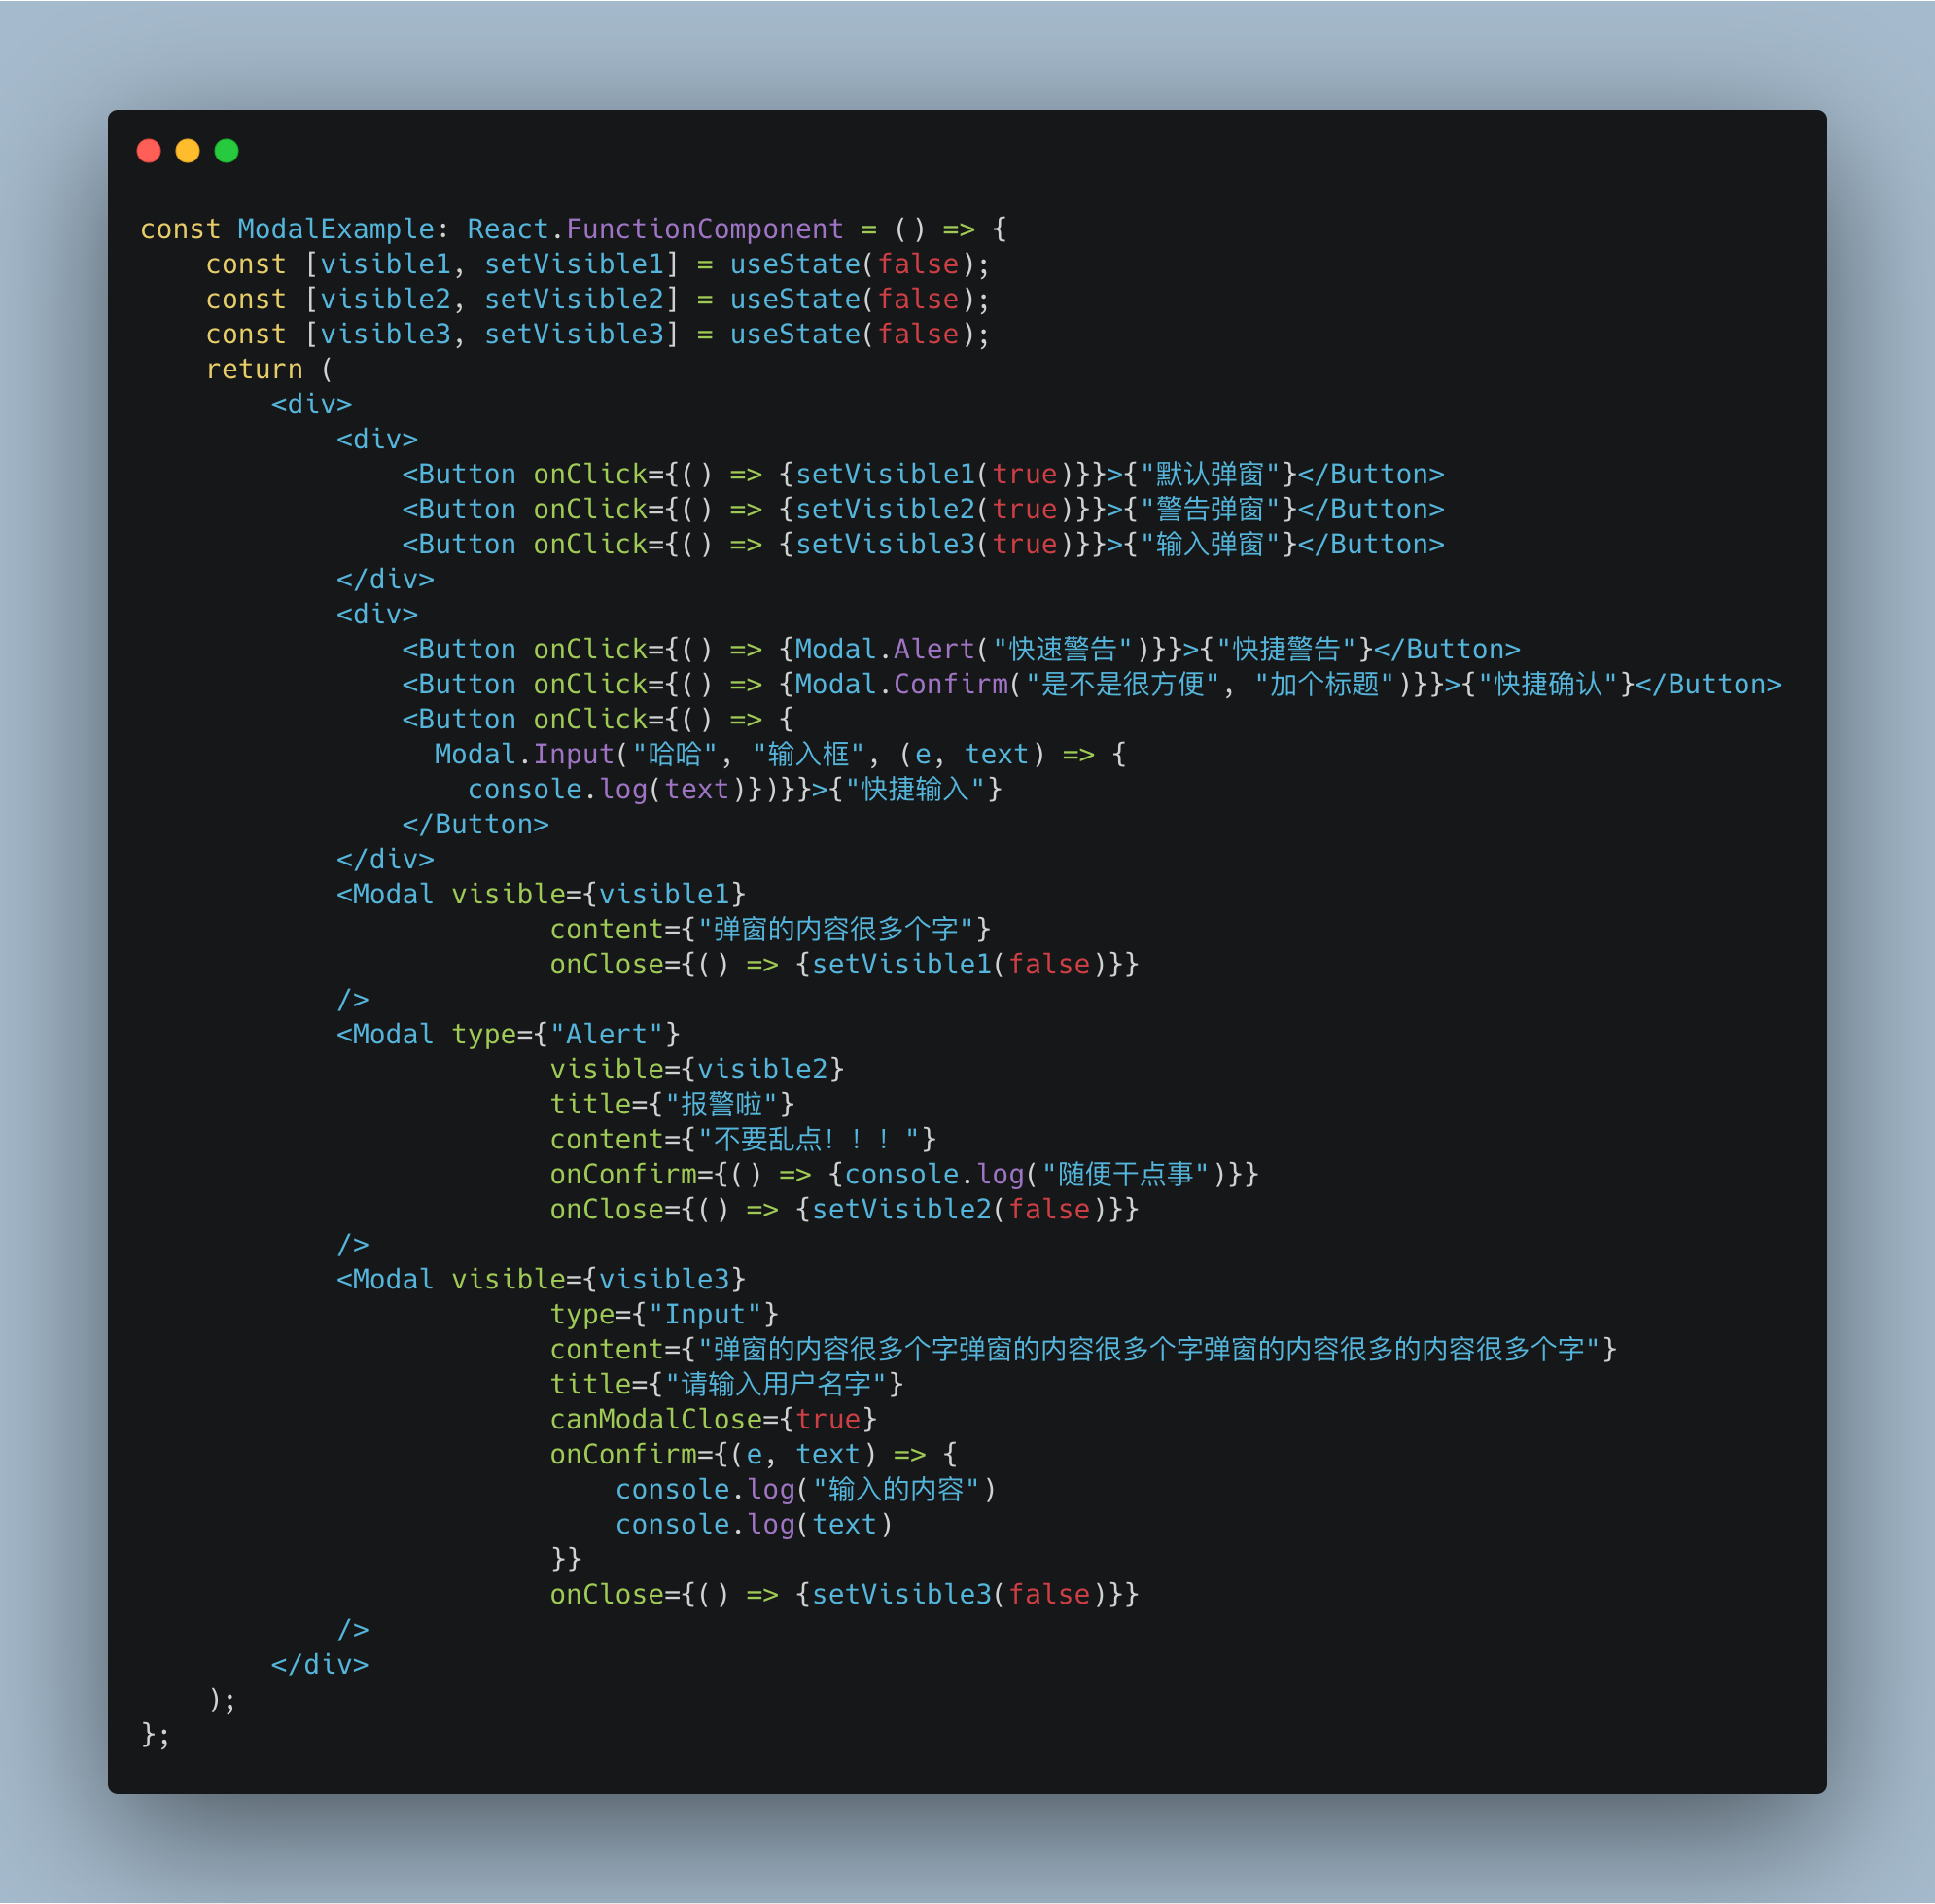 const ModalExample: React.FunctionComponent = () => {
    const [visible1, setVisible1] = useState(false);
    const [visible2, setVisible2] = useState(false);
    const [visible3, setVisible3] = useState(false);
    return (
        <div>
            <div>
                <Button onClick={() => {setVisible1(true)}}>{"默认弹窗"}</Button>
                <Button onClick={() => {setVisible2(true)}}>{"警告弹窗"}</Button>
                <Button onClick={() => {setVisible3(true)}}>{"输入弹窗"}</Button>
            </div>
            <div>
                <Button onClick={() => {Modal.Alert("快速警告")}}>{"快捷警告"}</Button>
                <Button onClick={() => {Modal.Confirm("是不是很方便", "加个标题")}}>{"快捷确认"}</Button>
                <Button onClick={() => {
                  Modal.Input("哈哈", "输入框", (e, text) => {
                    console.log(text)})}}>{"快捷输入"}
                </Button>
            </div>
            <Modal visible={visible1}
                         content={"弹窗的内容很多个字"}
                         onClose={() => {setVisible1(false)}}
            />
            <Modal type={"Alert"}
                         visible={visible2}
                         title={"报警啦"}
                         content={"不要乱点！！！"}
                         onConfirm={() => {console.log("随便干点事")}}
                         onClose={() => {setVisible2(false)}}
            />
            <Modal visible={visible3}
                         type={"Input"}
                         content={"弹窗的内容很多个字弹窗的内容很多个字弹窗的内容很多的内容很多个字"}
                         title={"请输入用户名字"}
                         canModalClose={true}
                         onConfirm={(e, text) => {
                             console.log("输入的内容")
                             console.log(text)
                         }}
                         onClose={() => {setVisible3(false)}}
            />
        </div>
    );
};